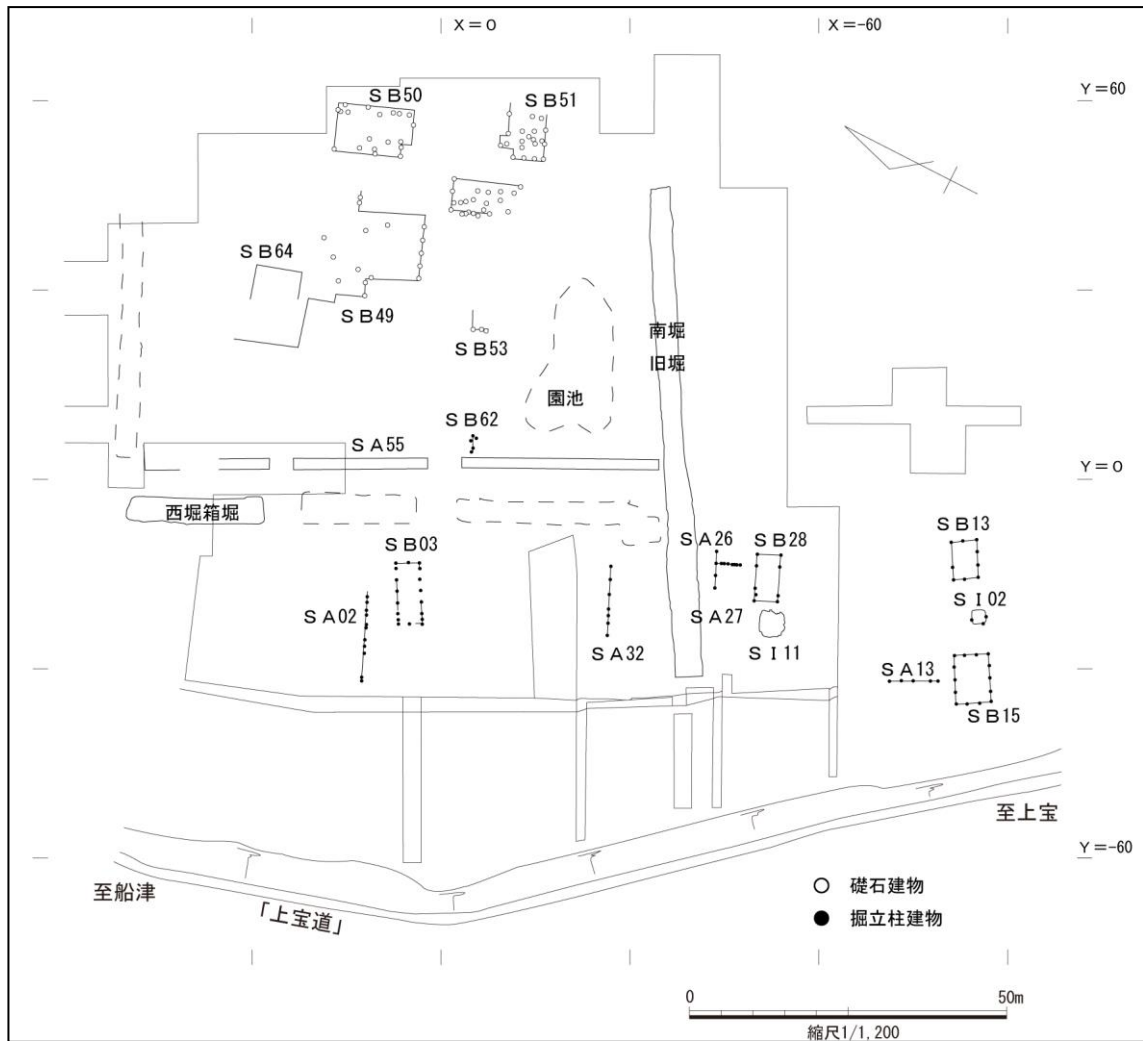 X=0
X=-60
Y=60
SB50
SB51
SB64
SB49
SB53
南堀
旧堀
園池
SB62
SA55
Y=0
西堀箱堀
SB03
SA26
SB28
SB13
SA02
SI02
SA27
SA32
SI11
SA13
SB15
至上宝
Y=-60
至船津
「上宝道」
○ 礎石建物
● 掘立柱建物
0 50m
縮尺1/1,200